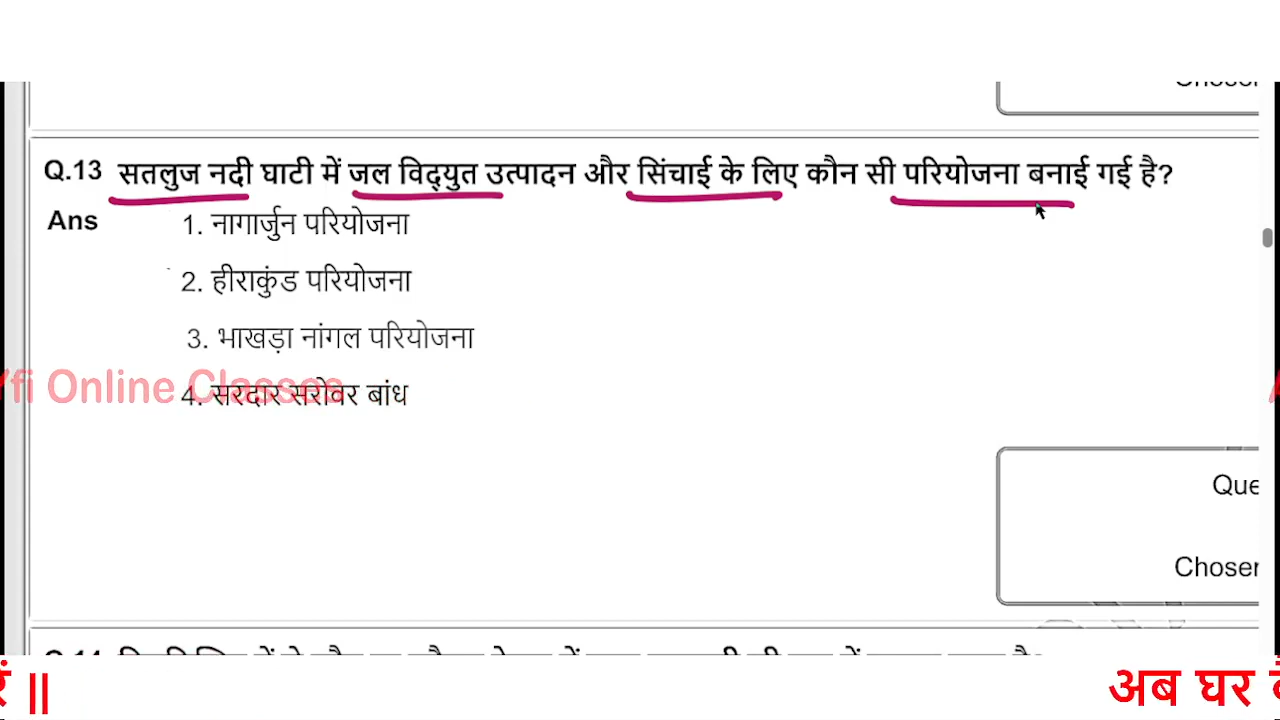 Q.13 सतलुज नदी घाटी में जल विद्युत उत्पादन और सिंचाई के लिए कौन सी परियोजना बनाई गई है?
Ans 1. नागार्जुन परियोजना
2. हीराकुंड परियोजना
3. भाखड़ा नांगल परियोजना
fi Online Classes
4. सरदार सरोवर बांध
Que
Chosen
अब घर